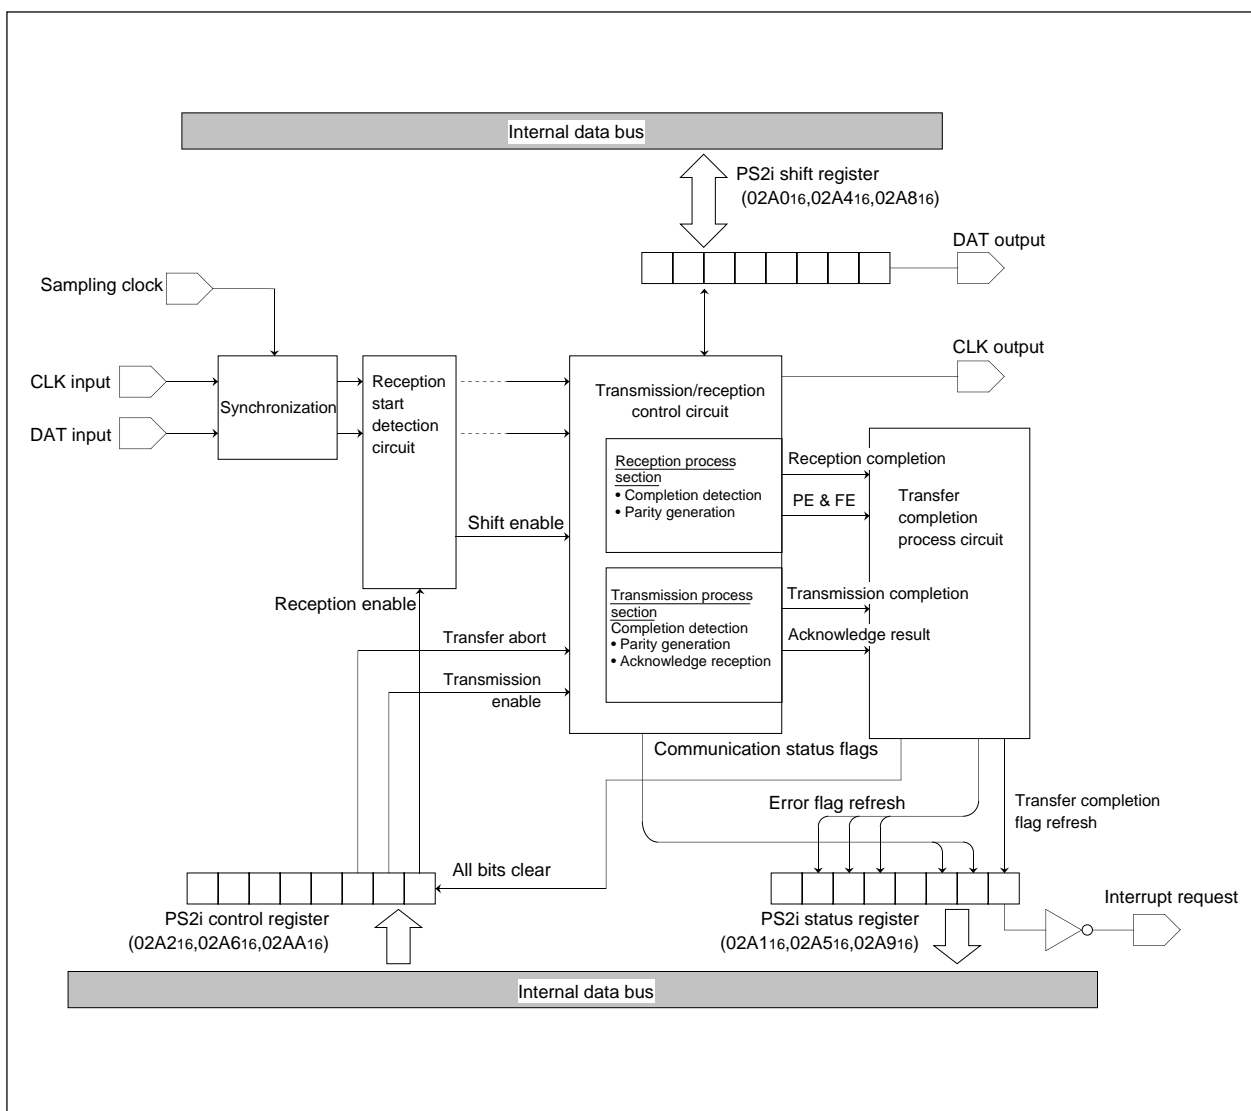 Internal data bus
PS2i shift register
(02A016,02A416,02A816)
DAT output
Sampling clock
CLK output
CLK input
DAT input
Synchronization
Reception
start
detection
circuit
Transmission/reception
control circuit
Reception process
section
• Completion detection
• Parity generation
Reception completion
PE & FE
Transfer
completion
process circuit
Shift enable
Reception enable
Transmission process
section
Completion detection
• Parity generation
• Acknowledge reception
Transmission completion
Acknowledge result
Transfer abort
Transmission
enable
Communication status flags
Error flag refresh
Transfer completion
flag refresh
All bits clear
PS2i control register
(02A216,02A616,02AA16)
PS2i status register
(02A116,02A516,02A916)
Interrupt request
Internal data bus